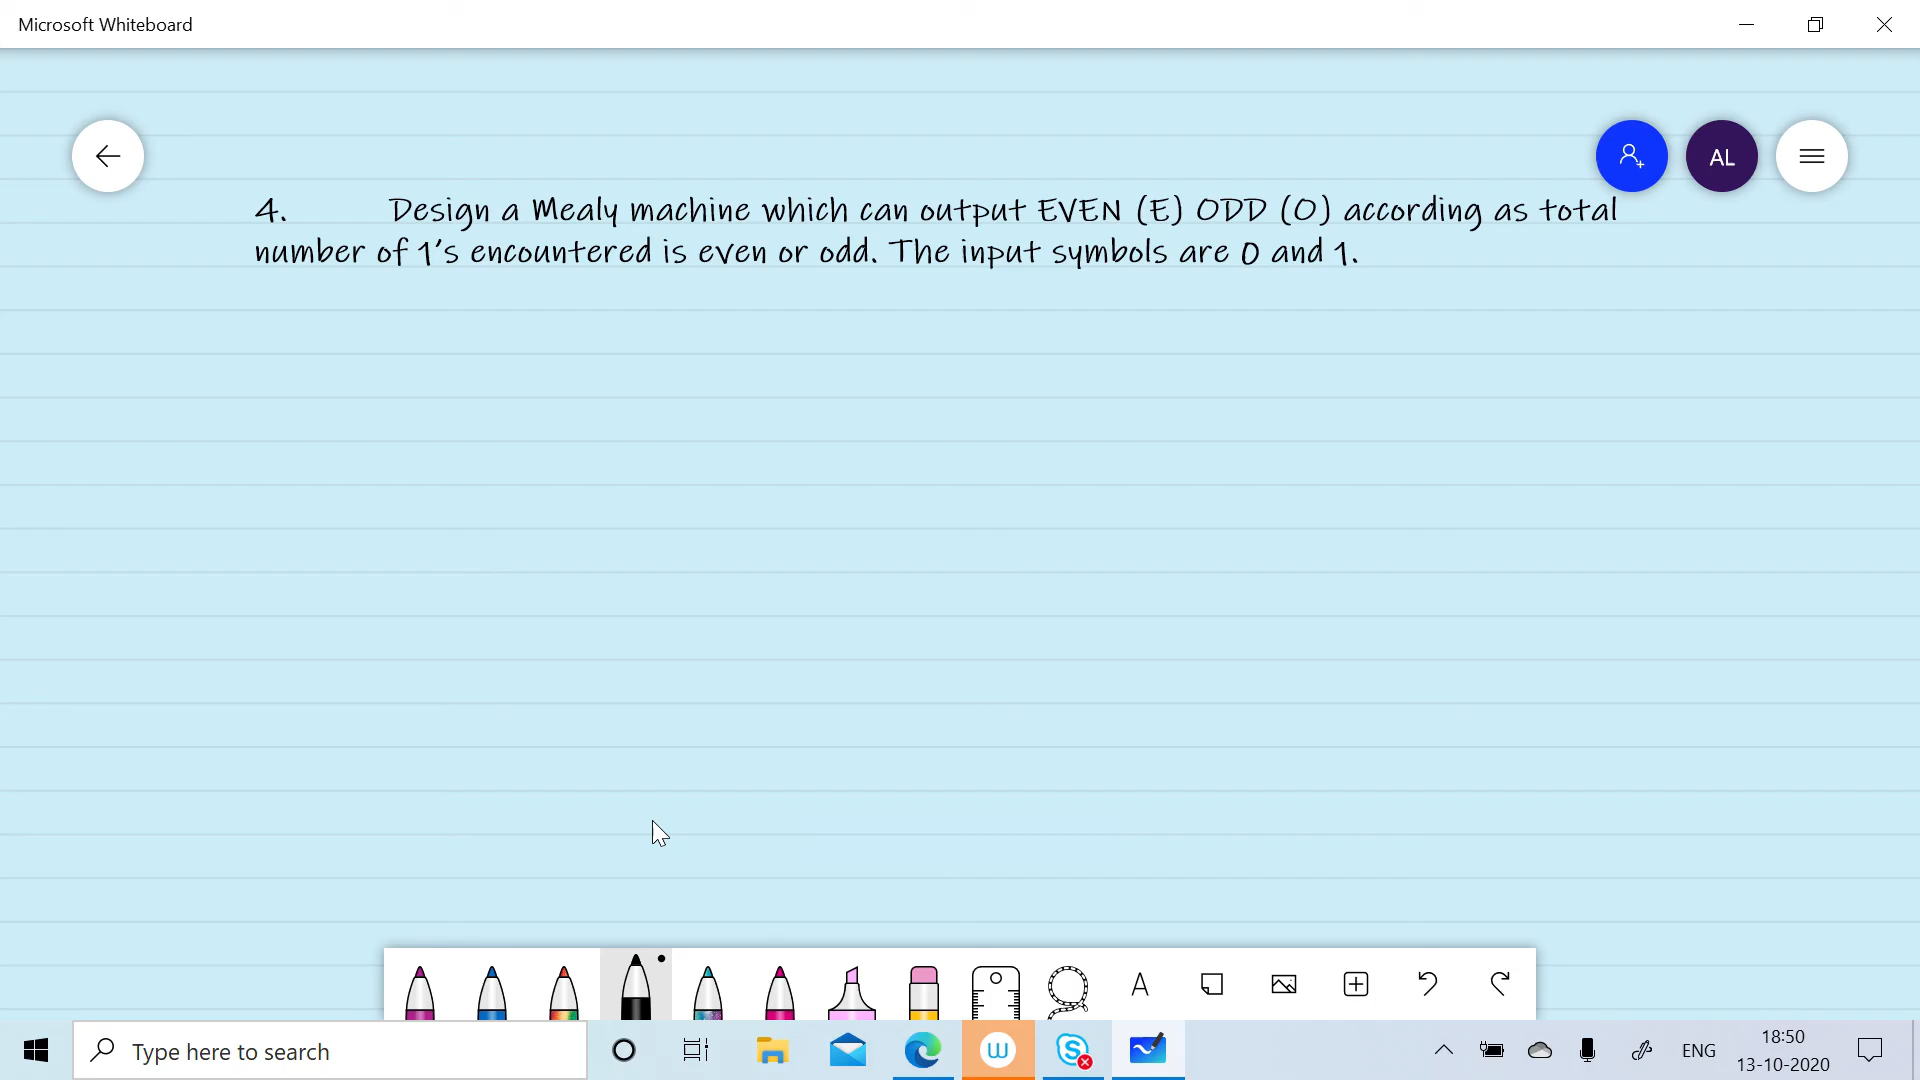 Microsoft Whiteboard
AL
4. Design a Mealy machine which can output EVEN (E) ODD (O) according as total
number of 1's encountered is even or odd. The input symbols are 0 and 1.
A
Type here to search
W
S
ENG
18:50
13-10-2020